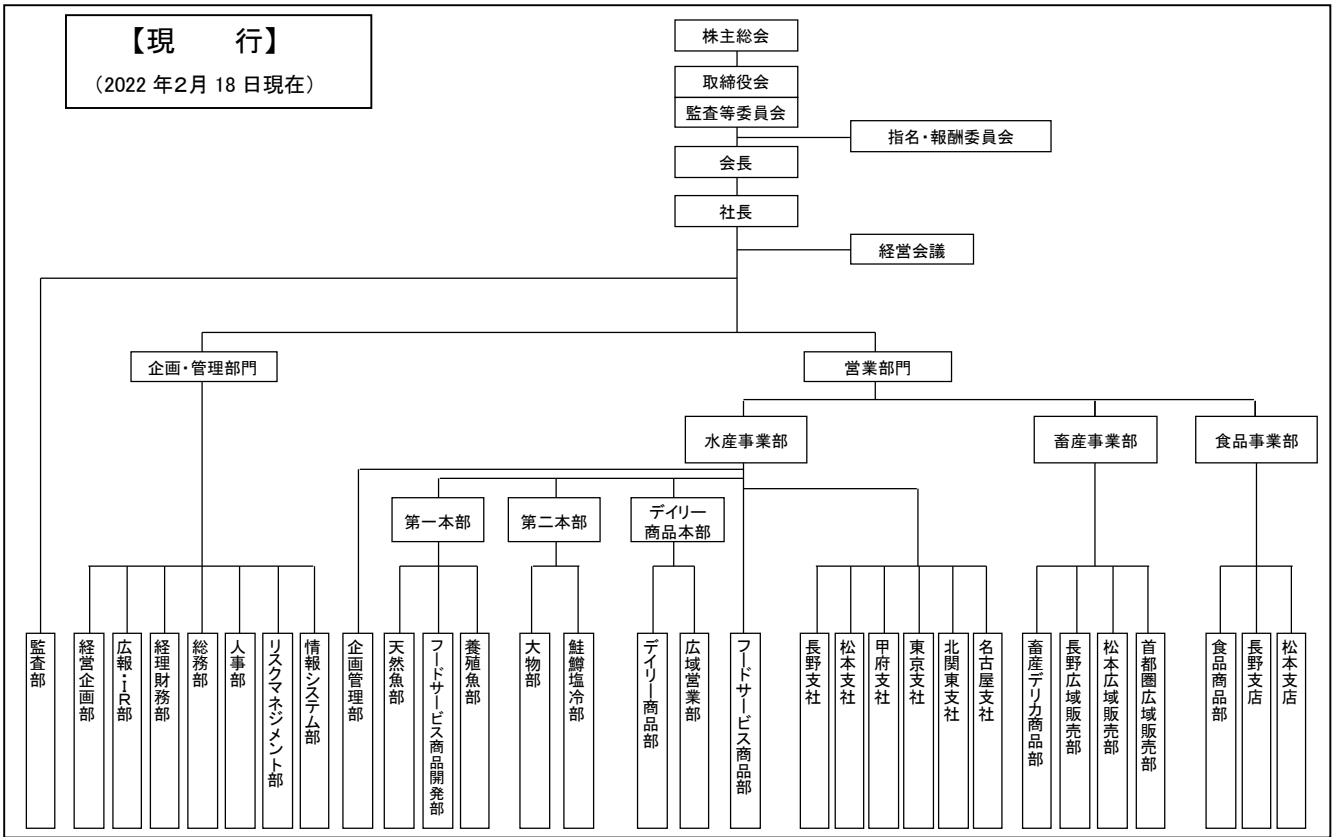 【現　　行】
（2022 年２月 18 日現在）
株主総会
取締役会
監査等委員会
指名・報酬委員会
会長
社長
経営会議
企画・管理部門
営業部門
水産事業部
畜産事業部
食品事業部
第一本部
第二本部
デイリー
商品本部
監査部
経営企画部
広報・ＩＲ部
経理財務部
総務部
人事部
リスクマネジメント部
情報システム部
企画管理部
天然魚部
フードサービス商品開発部
養殖魚部
大物部
鮭鱒塩冷部
デイリー商品部
広域営業部
フードサービス商品部
長野支社
松本支社
甲府支社
東京支社
北関東支社
名古屋支社
畜産デリカ商品部
長野広域販売部
松本広域販売部
首都圏広域販売部
食品商品部
長野支店
松本支店